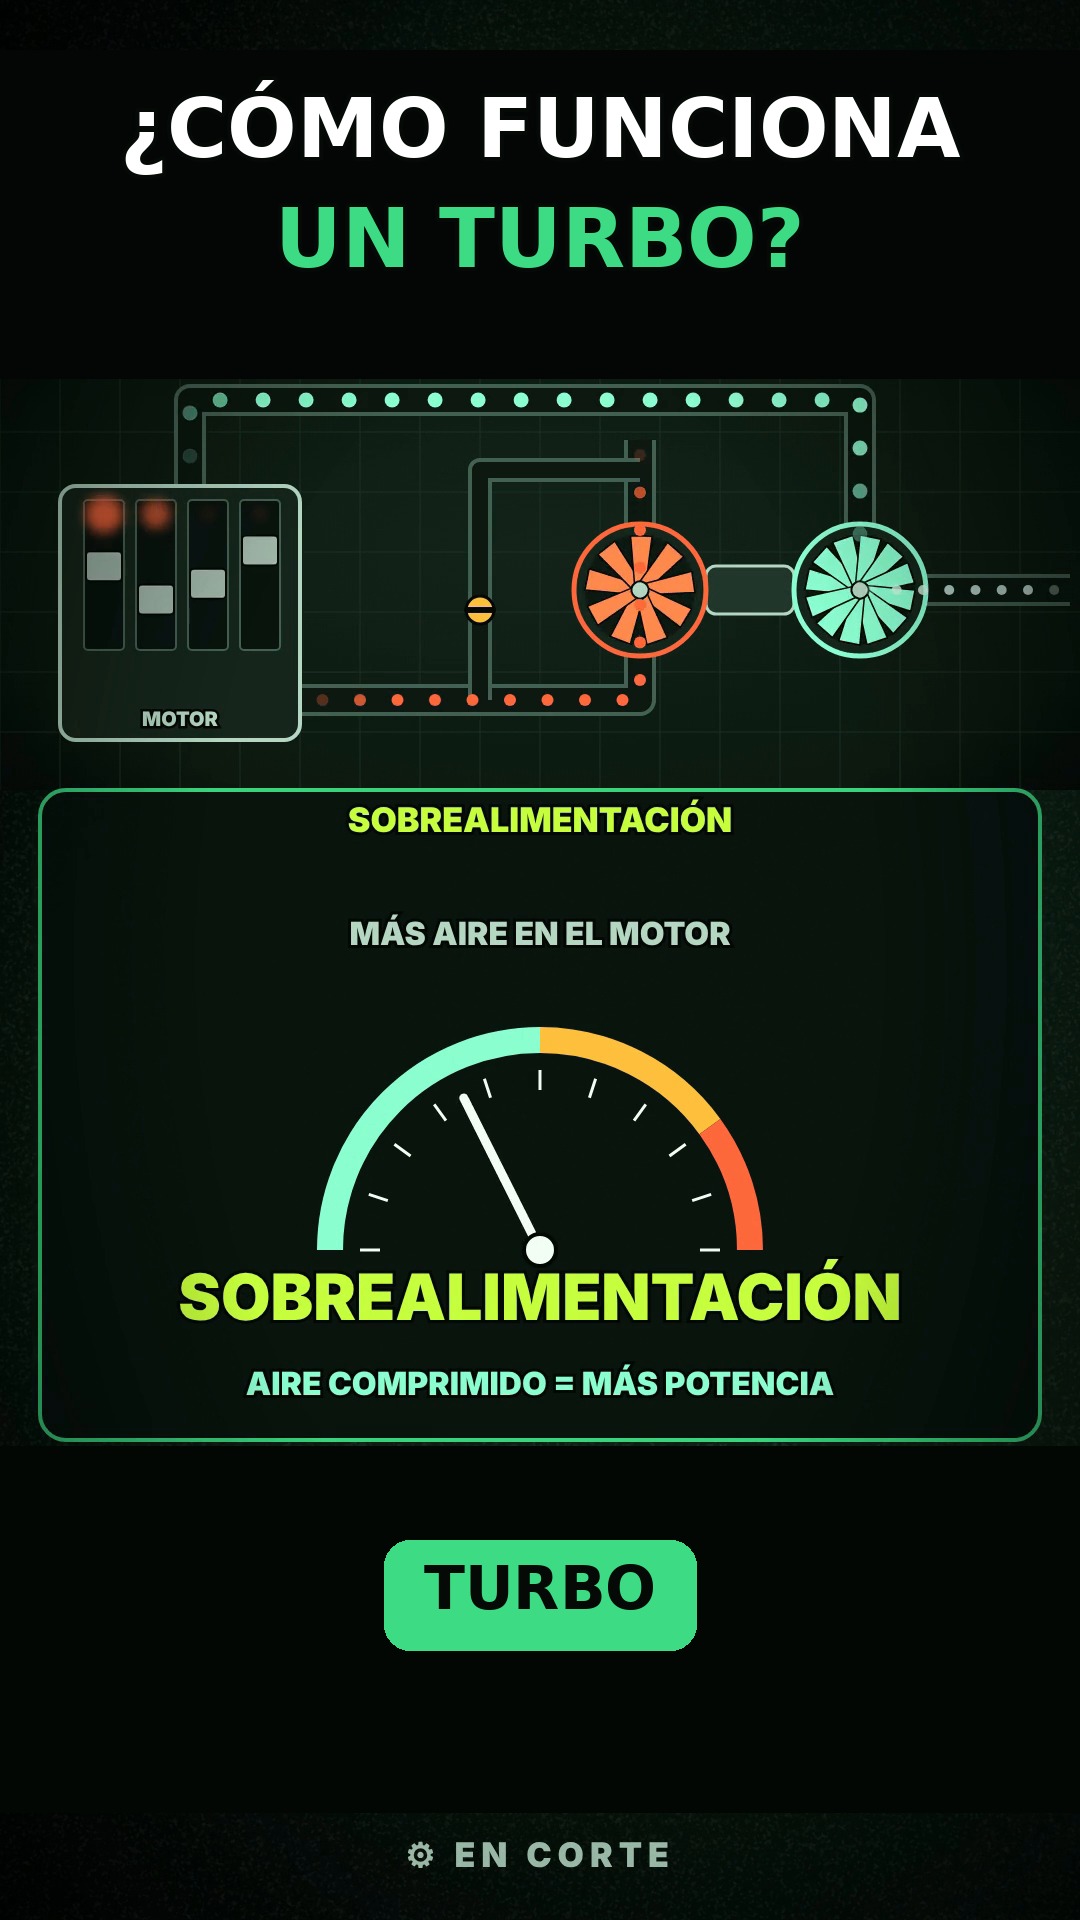 ¿CÓMO FUNCIONA
UN TURBO?
MOTOR
SOBREALIMENTACIÓN
MÁS AIRE EN EL MOTOR
SOBREALIMENTACIÓN
AIRE COMPRIMIDO = MÁS POTENCIA
TURBO
⚙ EN CORTE